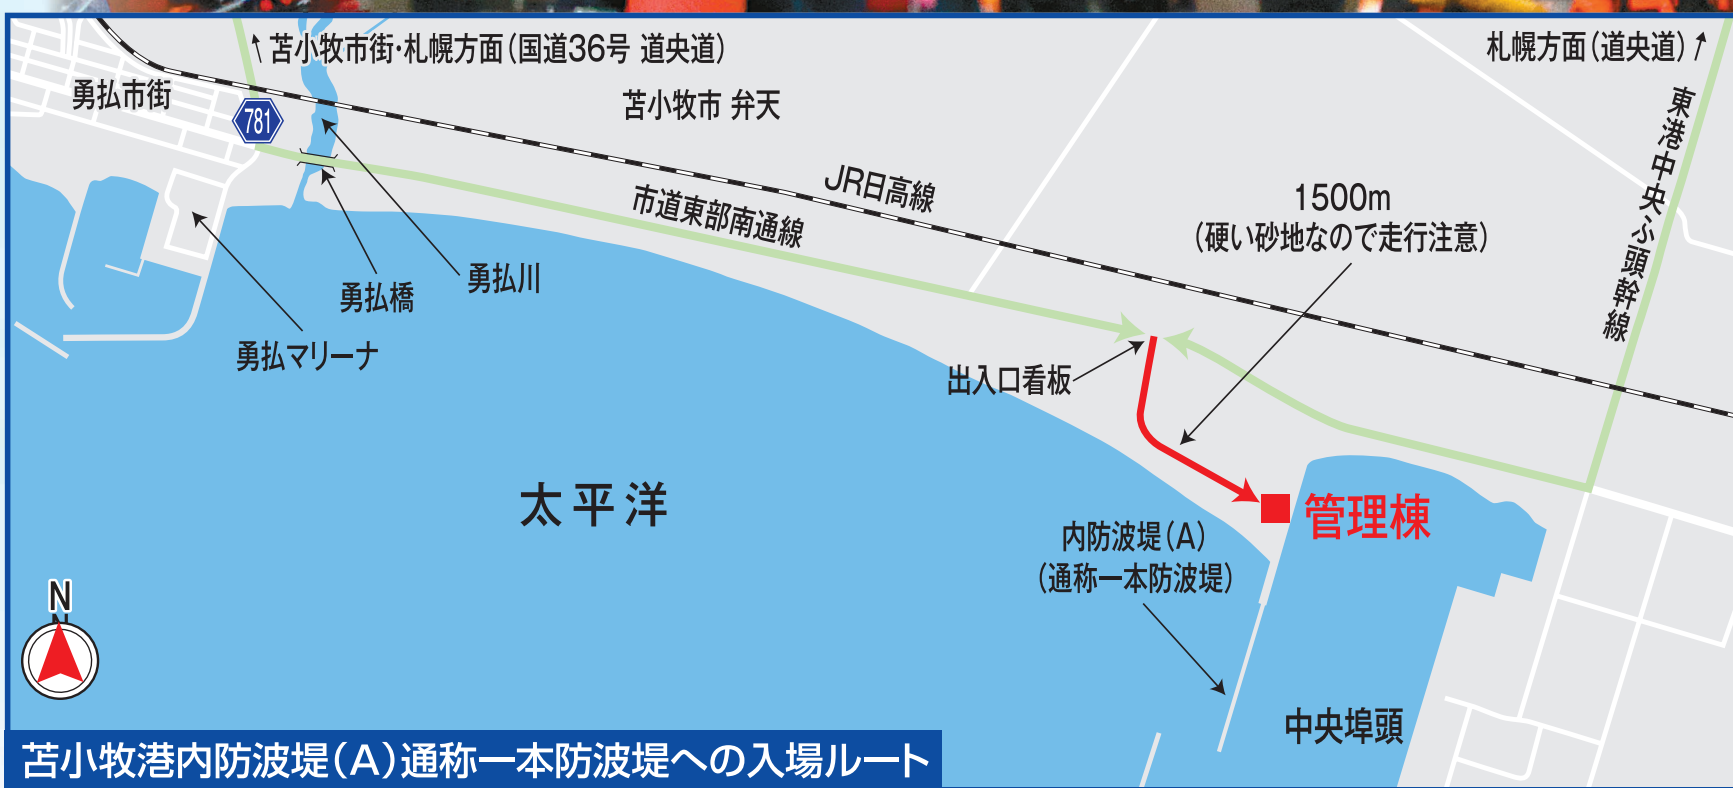 苫小牧市街・札幌方面（国道36号 道央道）
札幌方面（道央道）
勇払市街
781
苫小牧市 弁天
東港中央ふ頭幹線
JR日高線
市道東部南通線
1500m
（硬い砂地なので走行注意）
勇払川
勇払橋
勇払マリーナ
出入口看板
太平洋
管理棟
内防波堤（A）
（通称一本防波堤）
N
中央埠頭
苫小牧港内防波堤（A）通称一本防波堤への入場ルート